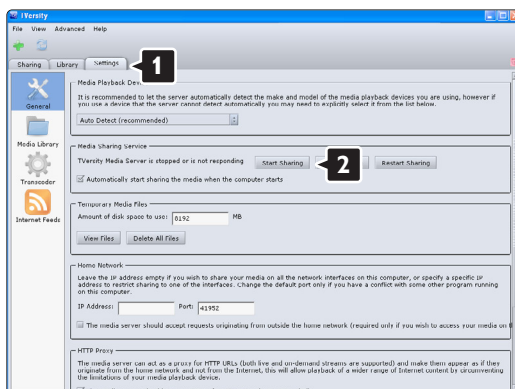 TVersity
File View Advanced Help
Sharing Library Settings
1
General
Media Library
Transcoder
Internet Feeds
Media Playback Dev
It is recommended to let the server automatically detect the make and model of the media playback devices you are using, however if
you use a device that the server cannot detect automatically you may need to explicitly select it from the list below.
Auto Detect (recommended)
Media Sharing Service
TVersity Media Server is stopped or is not responding Start Sharing 2 Restart Sharing
Automatically start sharing the media when the computer starts
Temporary Media Files
Amount of disk space to use: 8192 MB
View Files Delete All Files
Home Network
Leave the IP address empty if you wish to share your media on all the network interfaces on this computer, or specify a specific IP
address to restrict sharing to one of the interfaces. Change the default port only if you have a conflict with some other program running
on this computer.
IP Address: Port: 41952
The media server should accept requests originating from outside the home network (required only if you wish to access your media on t
HTTP Proxy
The media server can act as a proxy for HTTP URLs (both live and on-demand streams are supported) and make them appear as if they
originate from the home network and not from the Internet, this will allow playback of a wider range of Internet content by circumventing
the limitations of your media playback device.